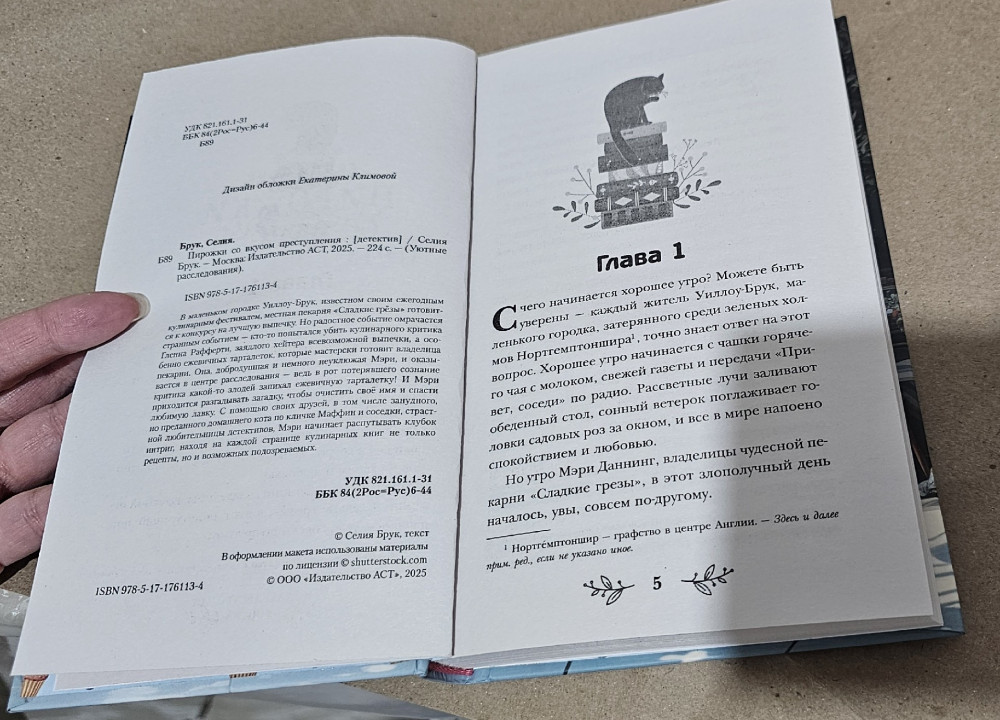 УДК 821.161.1-31
ББК 84(2Рос=Рус)6-44
Б89
Дизайн обложки Екатерины Климовой
Брук, Селия.
Б89 Пирожки со вкусом преступления : [детектив] / Селия
Брук. — Москва: Издательство АСТ, 2025. — 224 с. — (Уютные
расследования).
ISBN 978-5-17-176113-4
В маленьком городке Уиллоу-Брук, известном своим ежегодным
кулинарным фестивалем, местная пекарня «Сладкие грёзы» готовит-
ся к конкурсу на лучшую выпечку. Но радостное событие омрачается
странным событием — кто-то попытался убить кулинарного критика
Гленна Рафферти, заядлого хейтера всевозможной выпечки, а осо-
бенно ежевичных тарталеток, которые мастерски готовит владелица
пекарни. Она, добродушная и немного неуклюжая Мэри, и оказы-
вается в центре расследования — ведь в рот потерявшего сознание
критика какой-то злодей запихал ежевичную тарталетку! И Мэри
приходится разгадывать загадку, чтобы очистить своё имя и спасти
любимую лавку. С помощью своих друзей, в том числе занудного,
но преданного домашнего кота по кличке Маффин и соседки, страст-
ной любительницы детективов, Мэри начинает распутывать клубок
интриг, находя на каждой странице кулинарных книг не только
рецепты, но и возможных подозреваемых.
УДК 821.161.1-31
ББК 84(2Рос=Рус)6-44
© Селия Брук, текст
В оформлении макета использованы материалы
по лицензии © shutterstock.com
© ООО «Издательство АСТ», 2025
ISBN 978-5-17-176113-4
Глава 1
С чего начинается хорошее утро? Можете быть
уверены — каждый житель Уиллоу-Брук, ма-
ленького городка, затерянного среди зеленых хол-
мов Нортгемптоншира¹, точно знает ответ на этот
вопрос. Хорошее утро начинается с чашки горяче-
го чая с молоком, свежей газеты и передачи «При-
вет, соседи» по радио. Рассветные лучи заливают
обеденный стол, сонный ветерок поглаживает го-
ловки садовых роз за окном, и все в мире напоено
спокойствием и любовью.
Но утро Мэри Даннинг, владелицы чудесной пе-
карни «Сладкие грезы», в этот злополучный день
началось, увы, совсем по-другому.
¹ Нортге́мптоншир — графство в центре Англии. — Здесь и далее
прим. ред., если не указано иное.
5